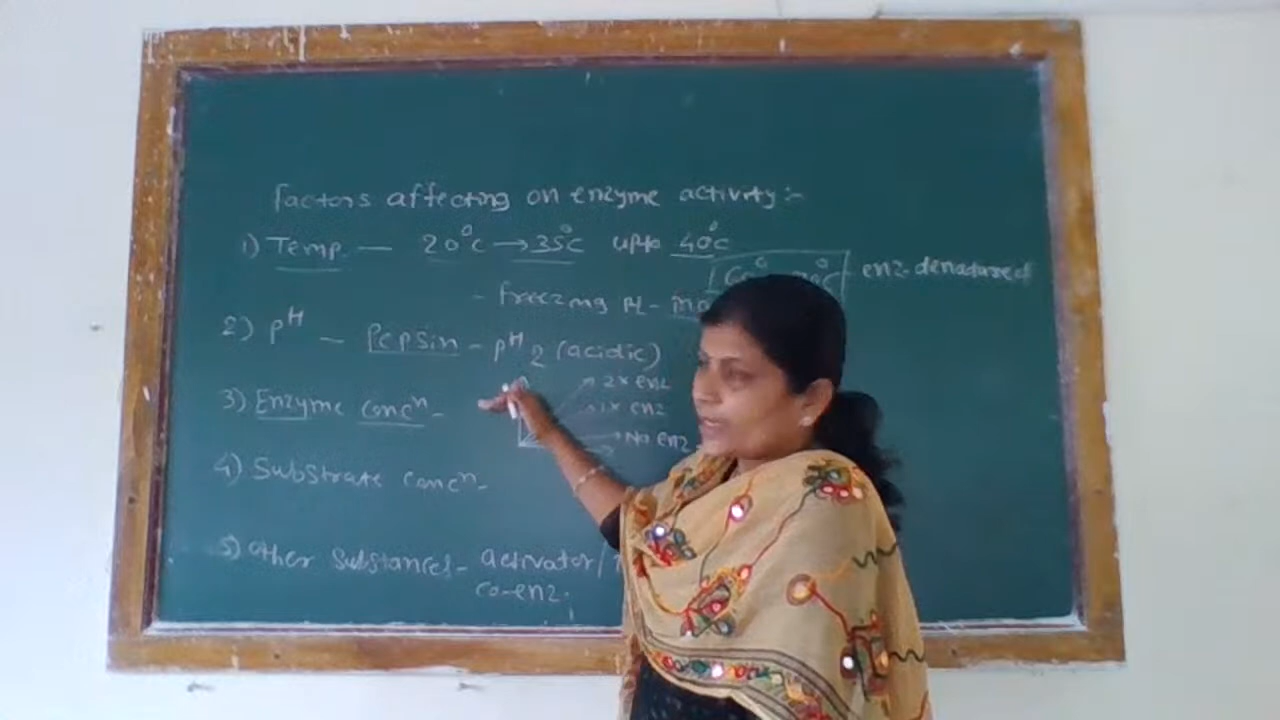 factors affecting on enzyme activity :-
1) Temp. — 20°C → 35°C upto 40°C
enz. denatured
- freezing pt -
2) pH — Pepsin - pH 2 (acidic)
2x enz
3) Enzyme concn -
1x enz
No enz
4) Substrate concn -
5) Other substances - activator/
co-enz.